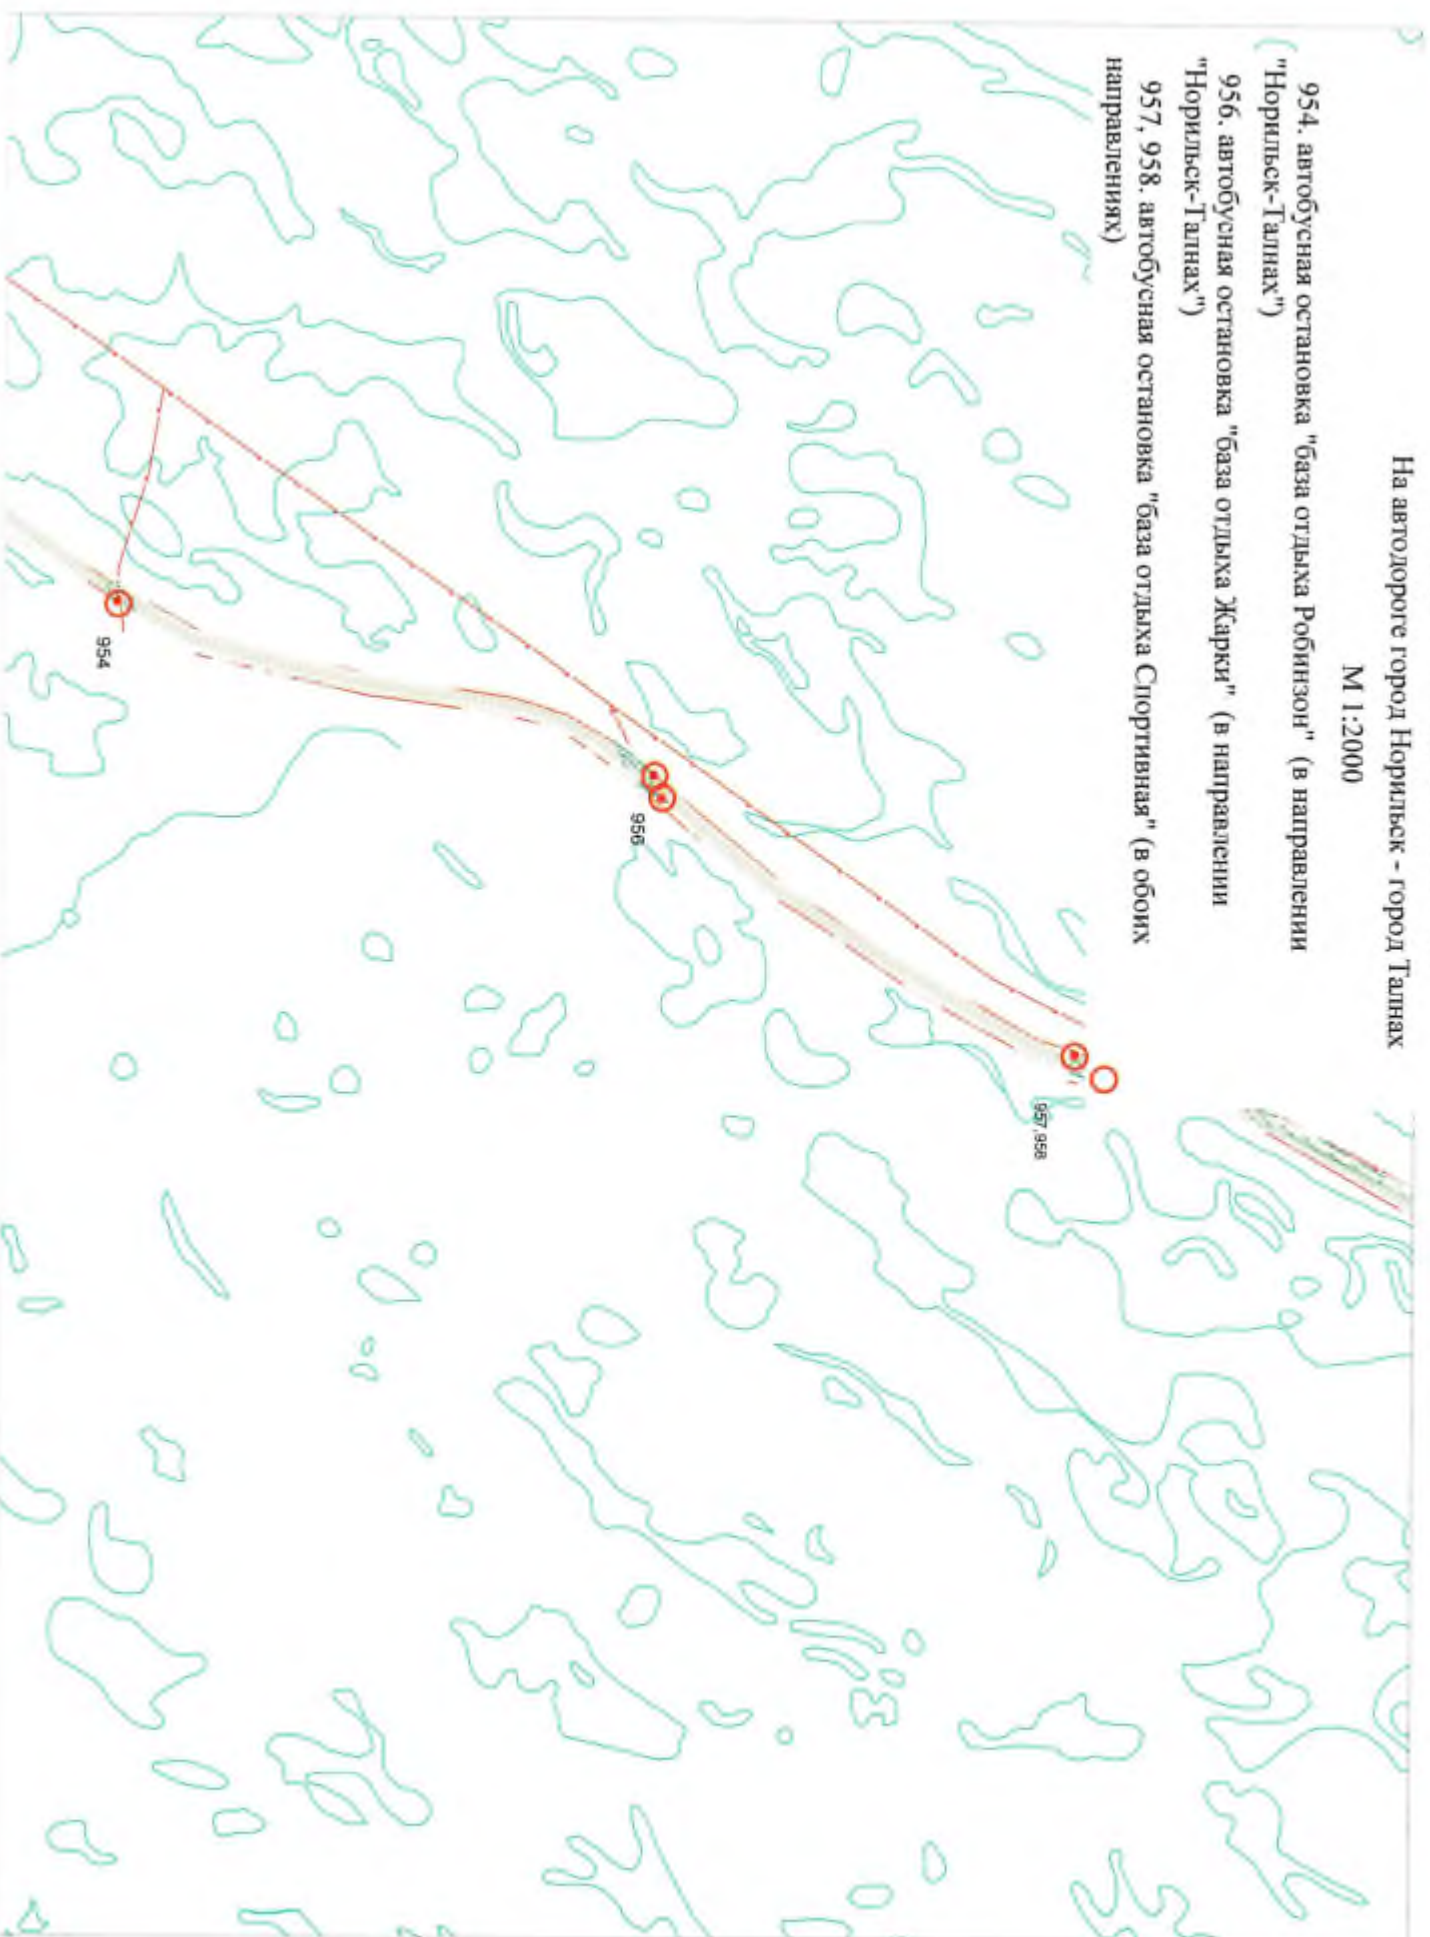 На автодороге город Норильск - город Талнах
М 1:2000
954. автобусная остановка "база отдыха Робинзон" (в направлении
"Норильск-Талнах")
956. автобусная остановка "база отдыха Жарки" (в направлении
"Норильск-Талнах")
957, 958. автобусная остановка "база отдыха Спортивная" (в обоих
направлениях)
957,958
956
954